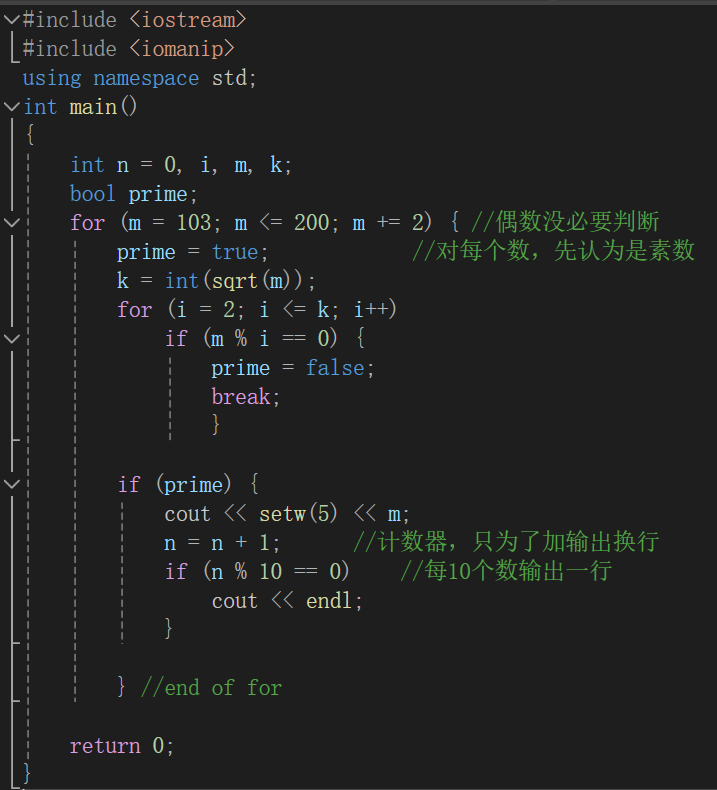 #include <iostream>
#include <iomanip>
using namespace std;
int main()
{
    int n = 0, i, m, k;
    bool prime;
    for (m = 103; m <= 200; m += 2) { //偶数没必要判断
        prime = true;            //对每个数，先认为是素数
        k = int(sqrt(m));
        for (i = 2; i <= k; i++)
            if (m % i == 0) {
                prime = false;
                break;
                }
        if (prime) {
            cout << setw(5) << m;
            n = n + 1;      //计数器，只为了加输出换行
            if (n % 10 == 0)    //每10个数输出一行
                cout << endl;
            }
        } //end of for
    return 0;
}